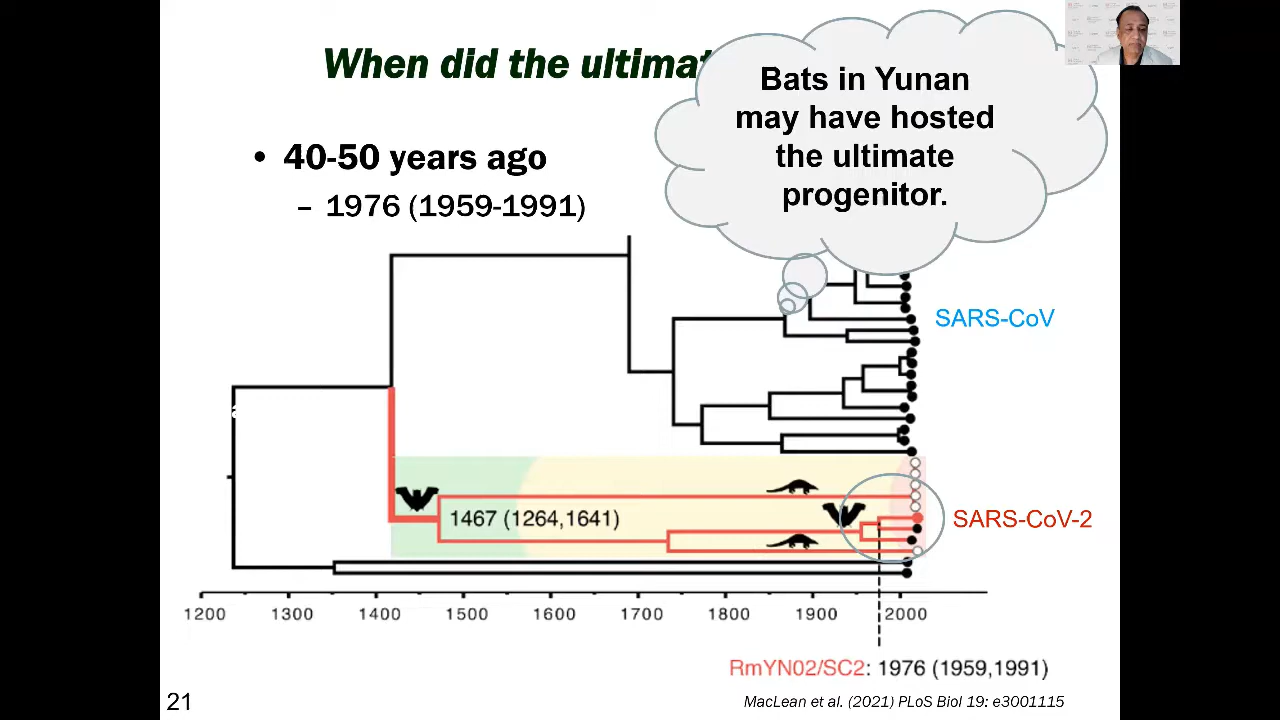 When did the ultimat
Bats in Yunan
may have hosted
the ultimate
progenitor.
• 40-50 years ago
– 1976 (1959-1991)
SARS-CoV
a
1467 (1264,1641)
SARS-CoV-2
1200 1300 1400 1500 1600 1700 1800 1900 2000
RmYN02/SC2: 1976 (1959,1991)
21
MacLean et al. (2021) PLoS Biol 19: e3001115